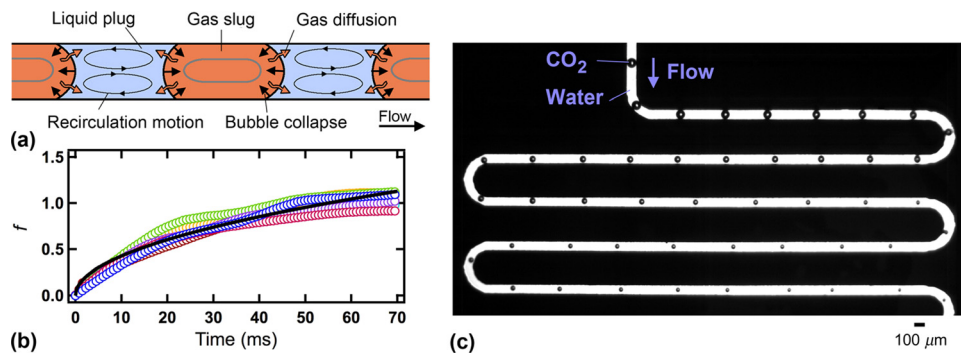 Liquid plug Gas slug Gas diffusion
Recirculation motion Bubble collapse Flow
(a)
1.5
1.0
0.5
0.0
f
0 10 20 30 40 50 60 70
Time (ms)
(b)
CO₂
Flow
Water
(c)
100 μm